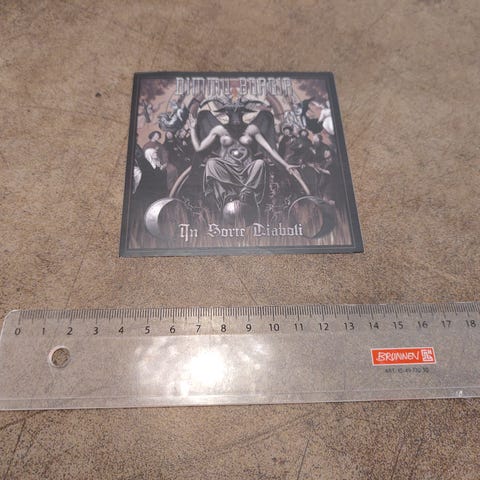 DIMMU BORGIR
In Sorte Diaboli
0 1 2 3 4 5 6 7 8 9 10 11 12 13 14 15 16 17 18
BRUNNEN